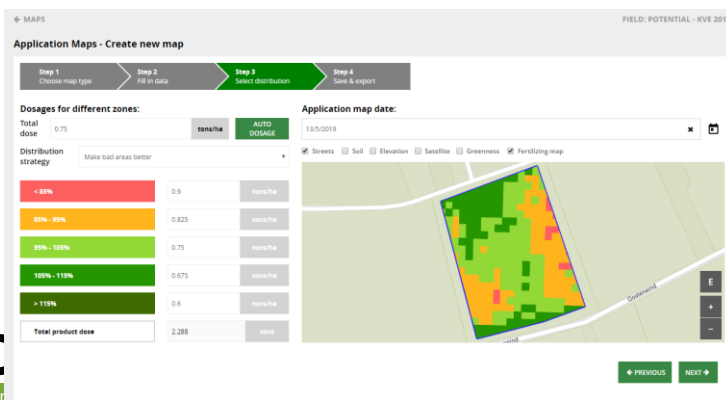 ← MAPS
FIELD: POTENTIAL - KVE 201
Application Maps - Create new map
Step 1
Choose map type
Step 2
Fill in data
Step 3
Select distribution
Step 4
Save & export
Dosages for different zones:
Total dose
0.75
tons/ha
AUTO DOSAGE
Distribution strategy
Make bad areas better
< 85%
0.9
tons/ha
85% - 95%
0.825
tons/ha
95% - 105%
0.75
tons/ha
105% - 115%
0.675
tons/ha
> 115%
0.6
tons/ha
Total product dose
2.288
tons
Application map date:
13/5/2019
Streets Soil Elevation Satellite Greenness Fertilizing map
Oostenwind
E
+
−
← PREVIOUS
NEXT →